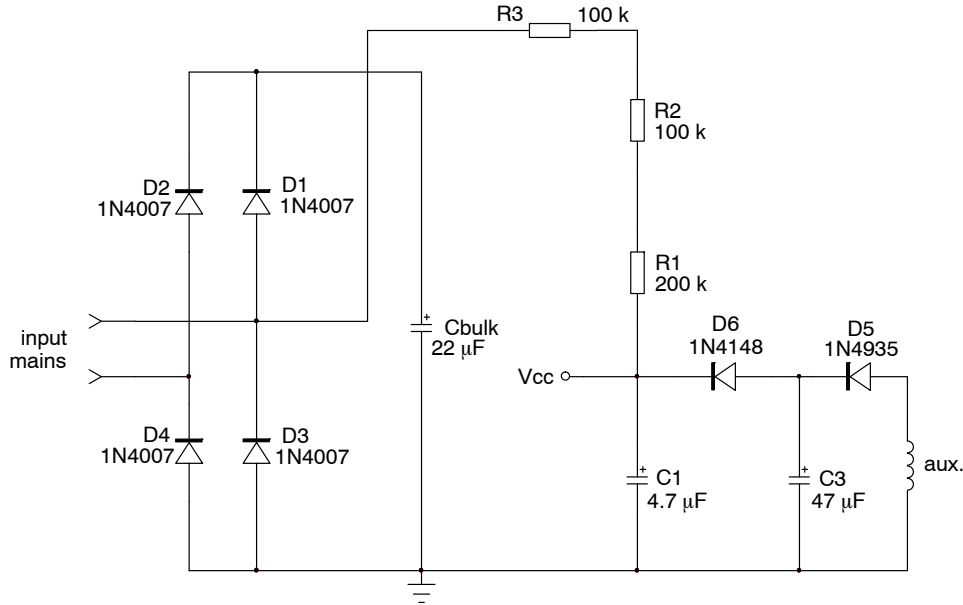 R3
100 k
R2
100 k
D2
1N4007
D1
1N4007
R1
200 k
input
mains
Cbulk
22 µF
+
D6
1N4148
D5
1N4935
Vcc
D4
1N4007
D3
1N4007
+
C1
4.7 µF
+
C3
47 µF
aux.